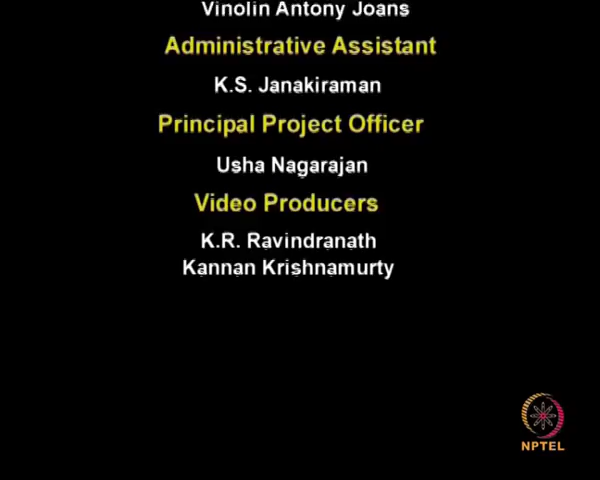 Vinolin Antony Joans
Administrative Assistant
K.S. Janakiraman
Principal Project Officer
Usha Nagarajan
Video Producers
K.R. Ravindranath
Kannan Krishnamurty
NPTEL